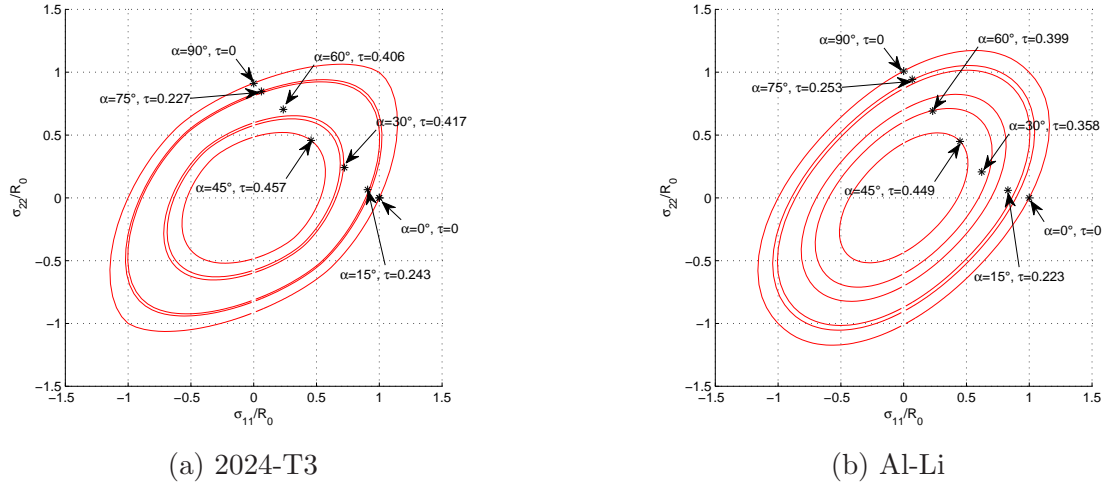 1.5
1
0.5
0
−0.5
−1
−1.5
−1.5
−1
−0.5
0
0.5
1
1.5
σ22/R0
σ11/R0
α=90°, τ=0
α=60°, τ=0.406
α=75°, τ=0.227
α=30°, τ=0.417
α=45°, τ=0.457
α=0°, τ=0
α=15°, τ=0.243
(a) 2024-T3
1.5
1
0.5
0
−0.5
−1
−1.5
−1.5
−1
−0.5
0
0.5
1
1.5
σ22/R0
σ11/R0
α=90°, τ=0
α=60°, τ=0.399
α=75°, τ=0.253
α=30°, τ=0.358
α=45°, τ=0.449
α=0°, τ=0
α=15°, τ=0.223
(b) Al-Li